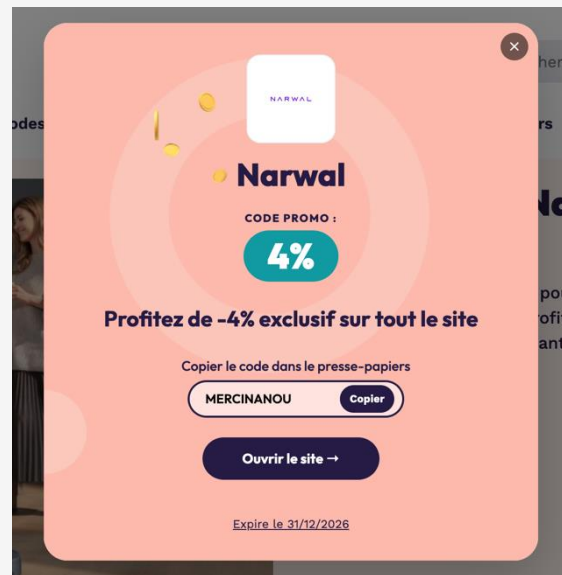 NARWAL
Narwal
CODE PROMO :
4%
Profitez de -4% exclusif sur tout le site
Copier le code dans le presse-papiers
MERCINANOU
Copier
Ouvrir le site →
Expire le 31/12/2026